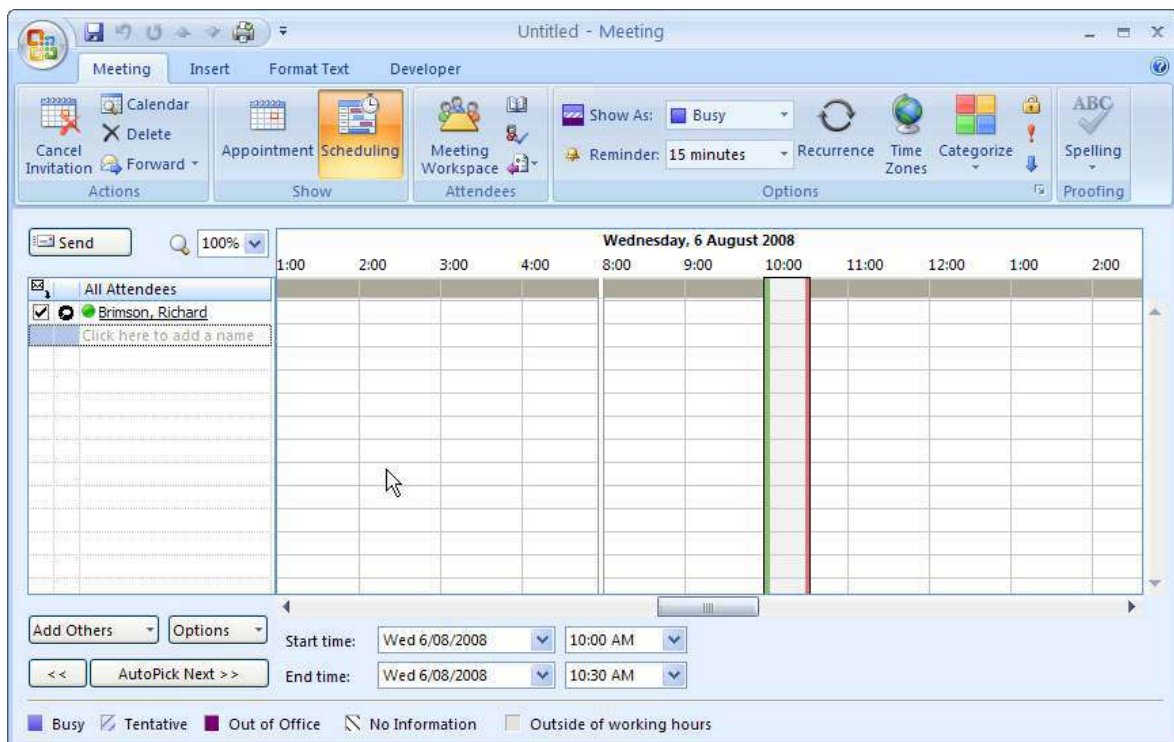 Untitled - Meeting
Meeting Insert Format Text Developer
Cancel Invitation
Calendar
Delete
Forward
Actions
Appointment Scheduling
Show
Meeting Workspace
Attendees
Show As: Busy
Reminder: 15 minutes
Recurrence
Time Zones
Categorize
Options
ABC
Spelling
Proofing
Send 100%
Wednesday, 6 August 2008
1:00 2:00 3:00 4:00 8:00 9:00 10:00 11:00 12:00 1:00 2:00
All Attendees
Brimson, Richard
Click here to add a name
Add Others Options
Start time: Wed 6/08/2008 10:00 AM
<< AutoPick Next >>
End time: Wed 6/08/2008 10:30 AM
Busy Tentative Out of Office No Information Outside of working hours